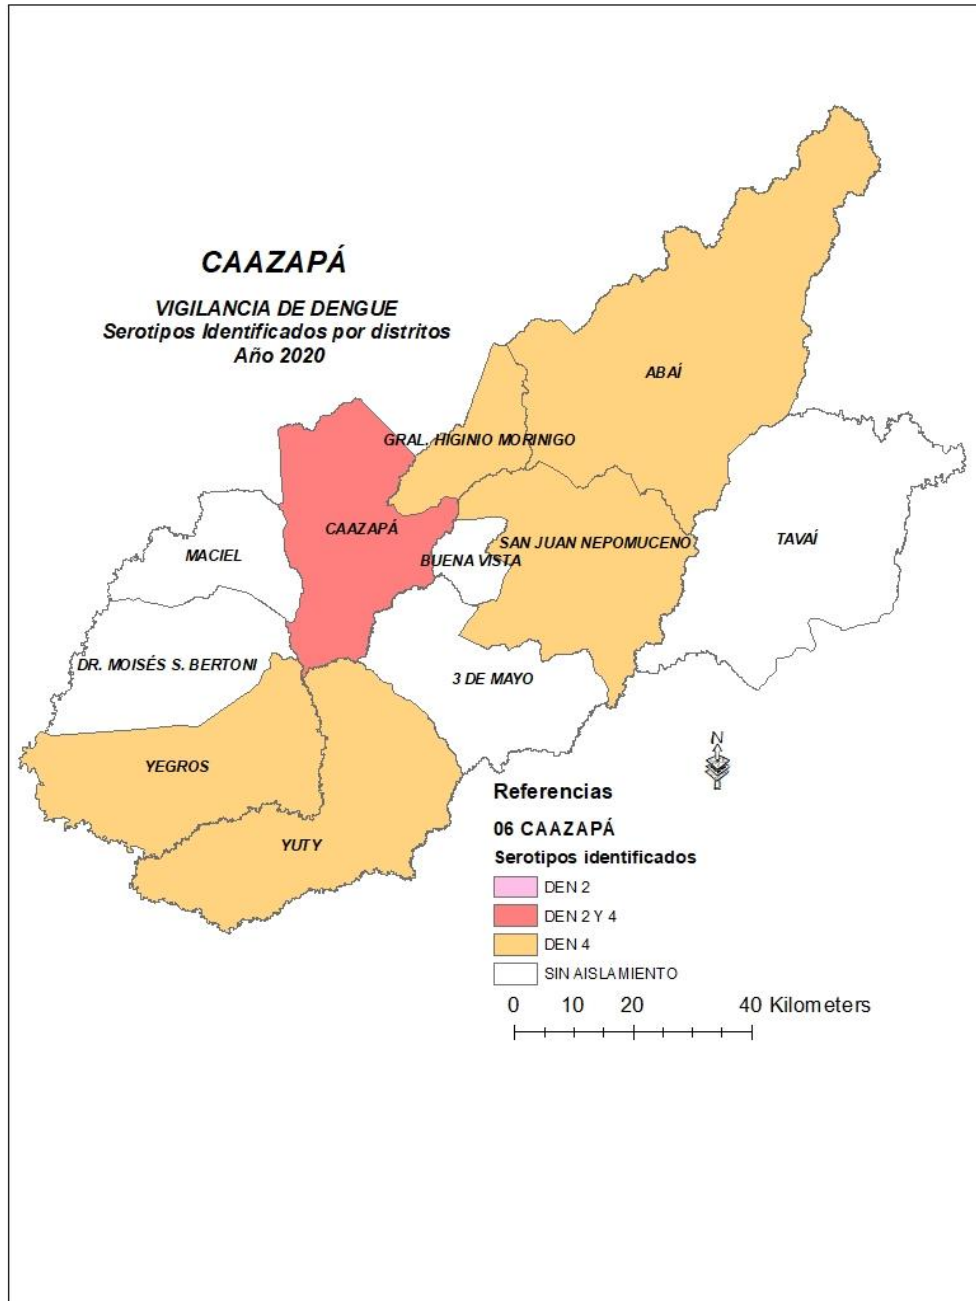 CAAZAPÁ
VIGILANCIA DE DENGUE
Serotipos Identificados por distritos
Año 2020
ABAÍ
GRAL. HIGINIO MORINIGO
CAAZAPÁ
SAN JUAN NEPOMUCENO
TAVAÍ
MACIEL
BUENA VISTA
DR. MOISÉS S. BERTONI
3 DE MAYO
YEGROS
YUTY
N
Referencias
06 CAAZAPÁ
Serotipos identificados
DEN 2
DEN 2 Y 4
DEN 4
SIN AISLAMIENTO
0 10 20 40 Kilometers